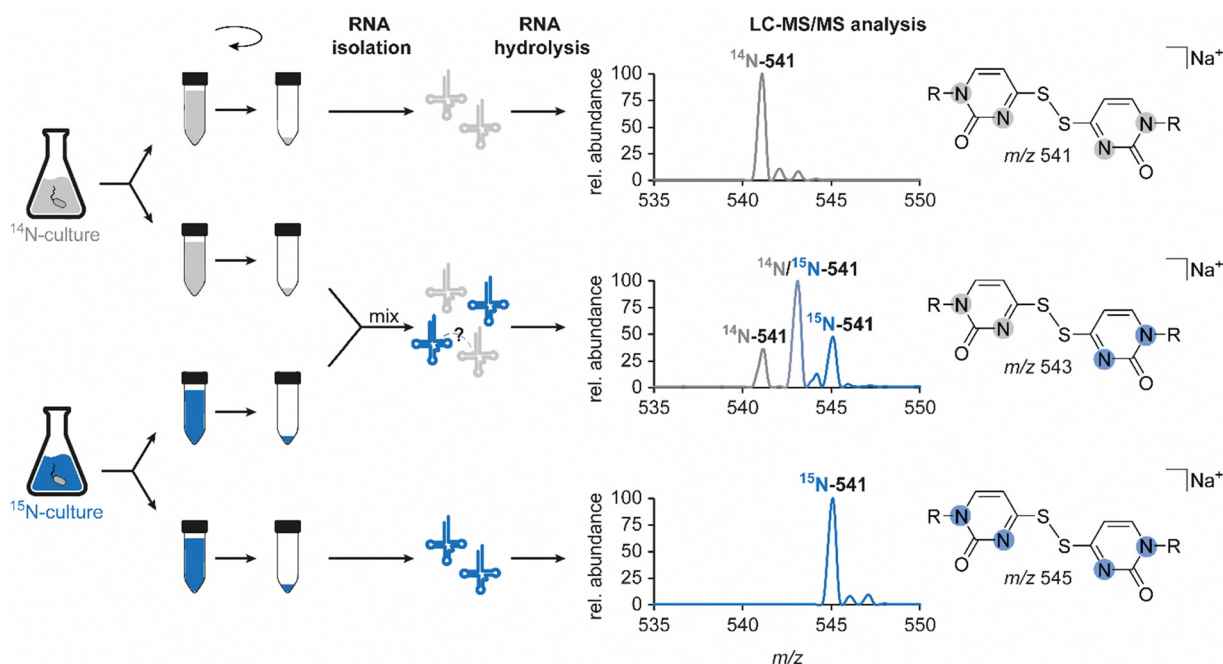 RNA isolation
RNA hydrolysis
LC-MS/MS analysis
¹⁴N-culture
rel. abundance
100
75
50
25
0
535
540
545
550
¹⁴N-541
R
N
O
N
S
S
N
N
R
O
]Na⁺
m/z 541
mix
?
rel. abundance
100
75
50
25
0
535
540
545
550
¹⁴N/¹⁵N-541
¹⁴N-541
¹⁵N-541
R
N
O
N
S
S
N
N
R
O
]Na⁺
m/z 543
¹⁵N-culture
rel. abundance
100
75
50
25
0
535
540
545
550
m/z
¹⁵N-541
R
N
O
N
S
S
N
N
R
O
]Na⁺
m/z 545